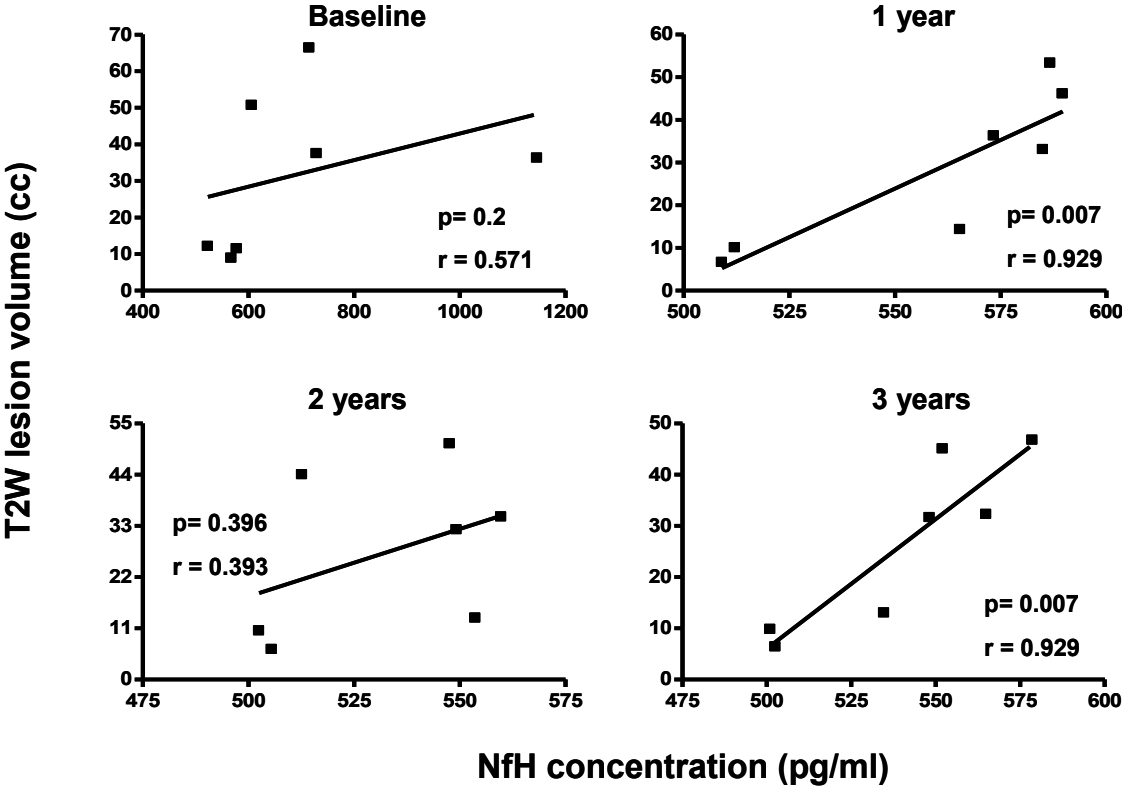 T2W lesion volume (cc)
Baseline
70
60
50
40
30
20
10
0
p= 0.2
r = 0.571
400 600 800 1000 1200
1 year
60
50
40
30
20
10
0
p= 0.007
r = 0.929
500 525 550 575 600
2 years
55
44
33
22
11
0
p= 0.396
r = 0.393
475 500 525 550 575
3 years
50
40
30
20
10
0
p= 0.007
r = 0.929
475 500 525 550 575 600
NfH concentration (pg/ml)